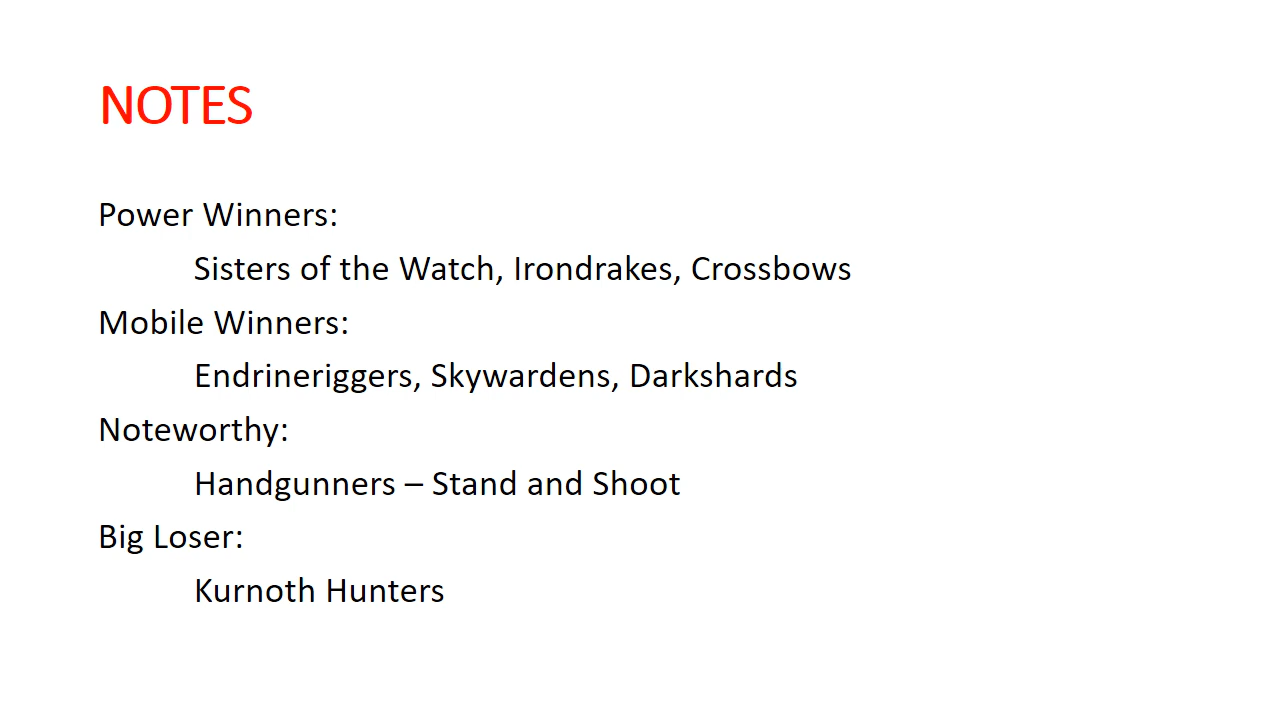 NOTES
Power Winners:
Sisters of the Watch, Irondrakes, Crossbows
Mobile Winners:
Endrineriggers, Skywardens, Darkshards
Noteworthy:
Handgunners – Stand and Shoot
Big Loser:
Kurnoth Hunters